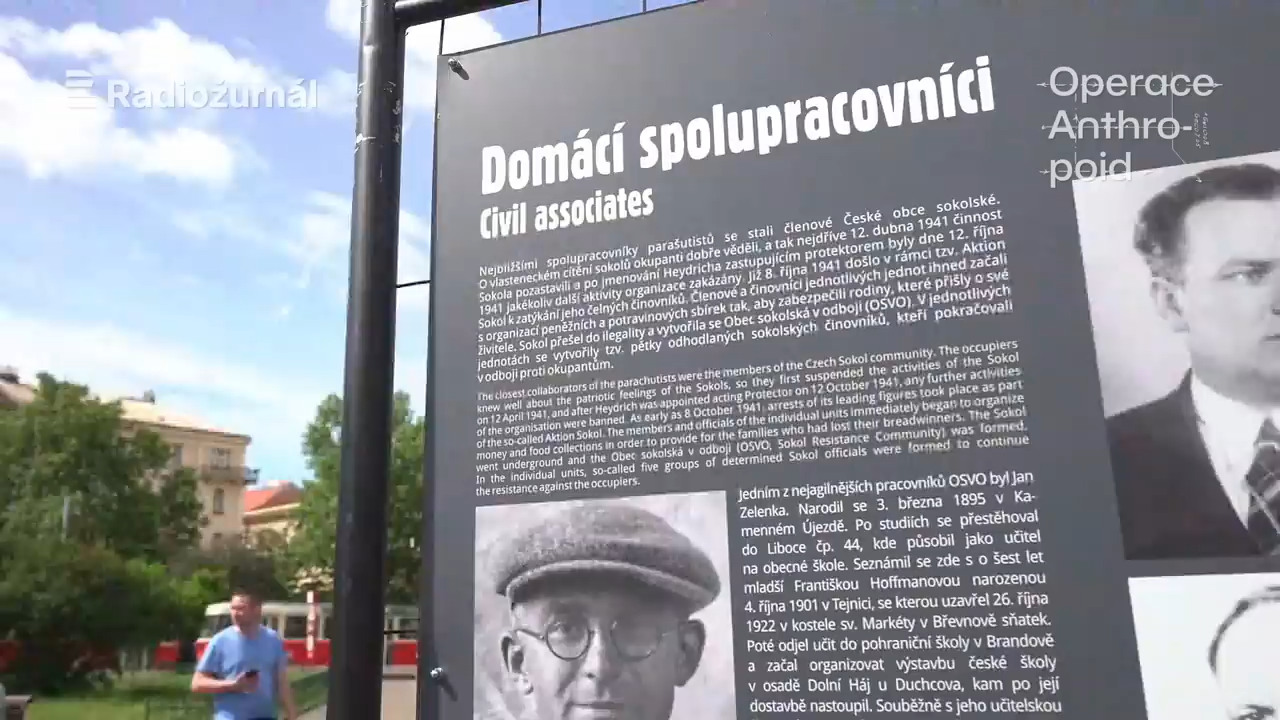 Radiožurnál
Operace
Anthro-
poid
Domácí spolupracovníci
Civil associates
Nejbližšími spolupracovníky parašutistů se stali členové České obce sokolské.
O vlasteneckém cítění sokolů okupanti dobře věděli, a tak nejdříve 12. dubna 1941 činnost
Sokola pozastavili a po jmenování Heydricha zastupujícím protektorem byly dne 12. října
1941 jakékoliv další aktivity organizace zakázány. Již 8. října 1941 došlo v rámci tzv. Aktion
Sokol k zatýkání jeho čelných činovníků. Členové a činovníci jednotlivých jednot ihned začali
s organizací peněžních a potravinových sbírek tak, aby zabezpečili rodiny, které přišly o své
živitele. Sokol přešel do ilegality a vytvořila se Obec sokolská v odboji (OSVO). V jednotlivých
jednotách se vytvořily tzv. pětky odhodlaných sokolských činovníků, kteří pokračovali
v odboji proti okupantům.
The closest collaborators of the parachutists were the members of the Czech Sokol community. The occupiers
knew well about the patriotic feelings of the Sokols, so they first suspended the activities of the Sokol
on 12 April 1941, and after Heydrich was appointed acting Protector on 12 October 1941, any further activities
of the organisation were banned. As early as 8 October 1941, arrests of its leading figures took place as part
of the so-called Aktion Sokol. The members and officials of the individual units immediately began to organize
money and food collections in order to provide for the families who had lost their breadwinners. The Sokol
went underground and the Obec sokolská v odboji (OSVO, Sokol Resistance Community) was formed.
In the individual units, so-called five groups of determined Sokol officials were formed to continue
the resistance against the occupiers.
Jedním z nejagilnějších pracovníků OSVO byl Jan
Zelenka. Narodil se 3. března 1895 v Ka-
menném Újezdě. Po studiích se přestěhoval
do Liboce čp. 44, kde působil jako učitel
na obecné škole. Seznámil se zde s o šest let
mladší Františkou Hoffmanovou narozenou
4. října 1901 v Tejnici, se kterou uzavřel 26. října
1922 v kostele sv. Markéty v Břevnově sňatek.
Poté odjel učit do pohraniční školy v Brandově
a začal organizovat výstavbu české školy
v osadě Dolní Háj u Duchcova, kam po její
dostavbě nastoupil. Souběžně s jeho učitelskou